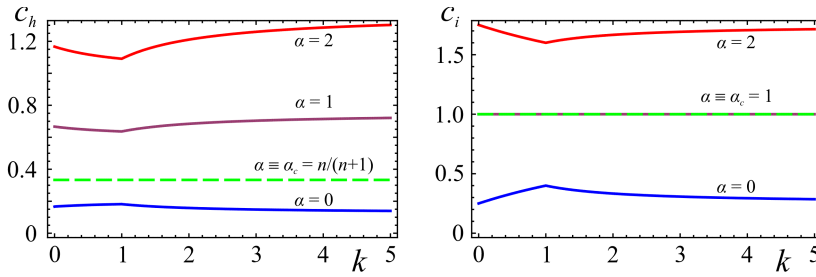 c_h
1.2
0.8
0.4
0
α = 2
α = 1
α ≡ α_c = n/(n+1)
α = 0
0 1 2 3 4 5
k
c_i
1.5
1.0
0.5
0
α = 2
α ≡ α_c = 1
α = 0
0 1 2 3 4 5
k